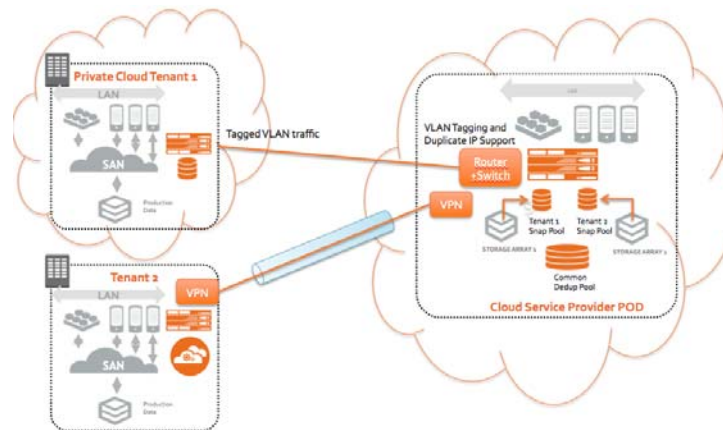 Private Cloud Tenant 1
LAN
SAN
Production
Data
Tagged VLAN traffic
VLAN Tagging and
Duplicate IP Support
Router
+Switch
VPN
Tenant 1
Snap Pool
Tenant 2
Snap Pool
STORAGE ARRAY 1
STORAGE ARRAY 2
Common
Dedup Pool
Cloud Service Provider POD
Tenant 2
LAN
VPN
SAN
Production
Data